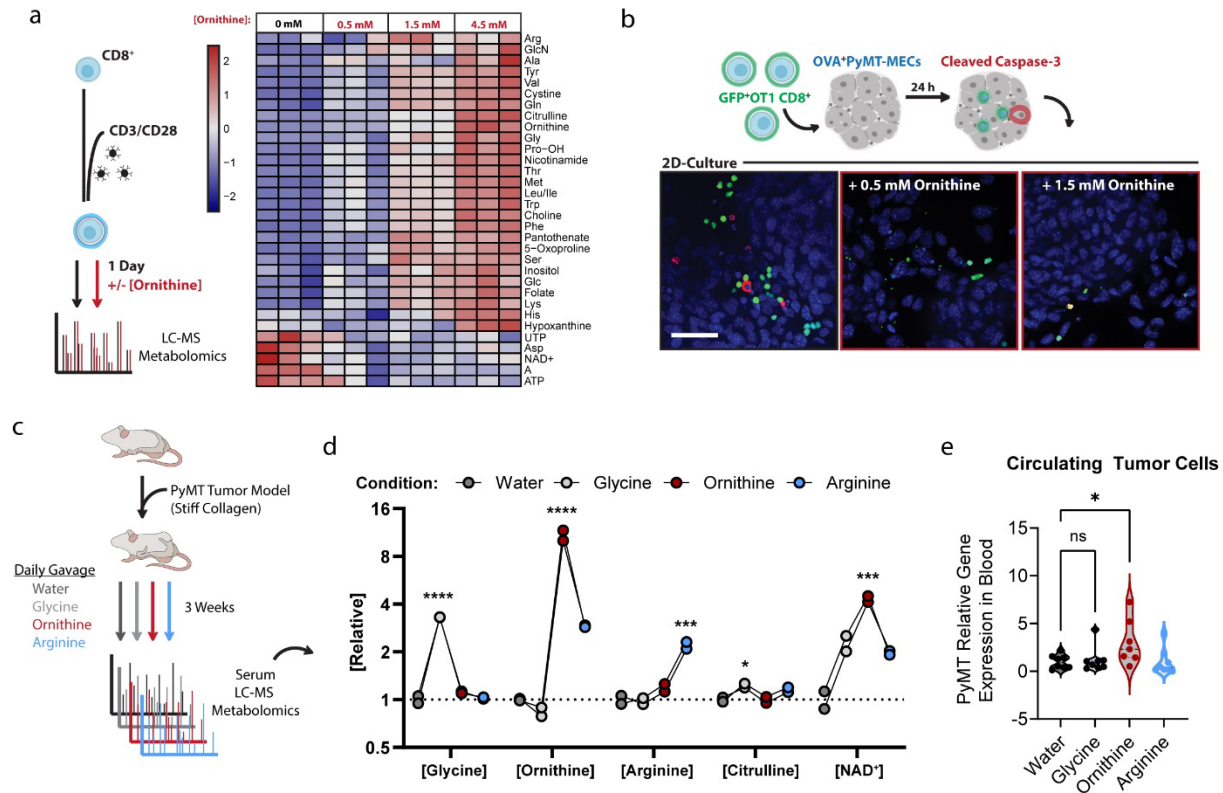 a
CD8+
CD3/CD28
1 Day
+/- [Ornithine]
LC-MS
Metabolomics
[Ornithine]:
0 mM
0.5 mM
1.5 mM
4.5 mM
2
1
0
−1
−2
Arg
GlcN
Ala
Tyr
Val
Cystine
Gln
Citrulline
Ornithine
Gly
Pro−OH
Nicotinamide
Thr
Met
Leu/Ile
Trp
Choline
Phe
Pantothenate
5−Oxoproline
Ser
Inositol
Glc
Folate
Lys
His
Hypoxanthine
UTP
Asp
NAD+
A
ATP
b
GFP+OT1 CD8+
OVA+PyMT-MECs
24 h
Cleaved Caspase-3
2D-Culture
+ 0.5 mM Ornithine
+ 1.5 mM Ornithine
c
PyMT Tumor Model
(Stiff Collagen)
Daily Gavage
Water
Glycine
Ornithine
Arginine
3 Weeks
Serum
LC-MS
Metabolomics
d
Condition: Water Glycine Ornithine Arginine
[Relative]
16
8
4
2
1
0.5
****
****
***
*
***
[Glycine] [Ornithine] [Arginine] [Citrulline] [NAD+]
e
Circulating Tumor Cells
PyMT Relative Gene
Expression in Blood
15
10
5
0
-5
*
ns
Water
Glycine
Ornithine
Arginine